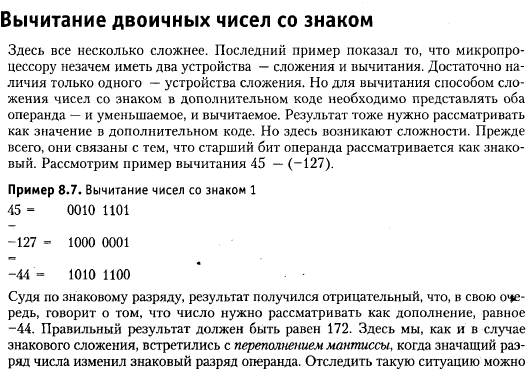 Вычитание двоичных чисел со знаком
Здесь все несколько сложнее. Последний пример показал то, что микропро-
цессору незачем иметь два устройства — сложения и вычитания. Достаточно на-
личия только одного — устройства сложения. Но для вычитания способом сло-
жения чисел со знаком в дополнительном коде необходимо представлять оба
операнда — и уменьшаемое, и вычитаемое. Результат тоже нужно рассматривать
как значение в дополнительном коде. Но здесь возникают сложности. Прежде
всего, они связаны с тем, что старший бит операнда рассматривается как знако-
вый. Рассмотрим пример вычитания 45 — (−127).
Пример 8.7. Вычитание чисел со знаком 1
45 = 0010 1101
−
−127 = 1000 0001
=
−44 = 1010 1100
Судя по знаковому разряду, результат получился отрицательный, что, в свою оче-
редь, говорит о том, что число нужно рассматривать как дополнение, равное
−44. Правильный результат должен быть равен 172. Здесь мы, как и в случае
знакового сложения, встретились с переполнением мантиссы, когда значащий раз-
ряд числа изменил знаковый разряд операнда. Отследить такую ситуацию можно